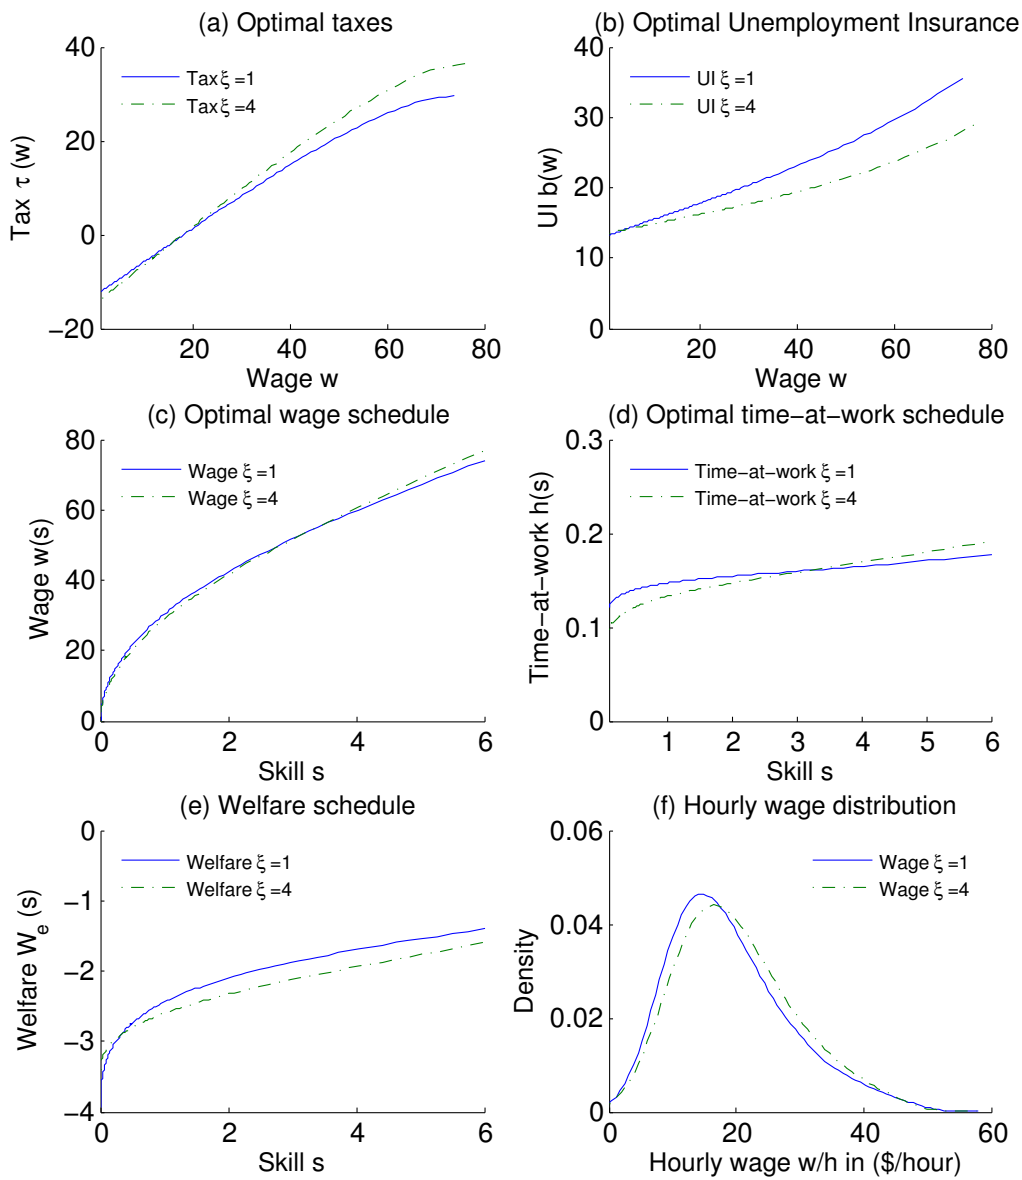 (a) Optimal taxes
Tax τ (w)
40
20
0
−20
Tax ξ =1
Tax ξ =4
20 40 60 80
Wage w
(b) Optimal Unemployment Insurance
UI b(w)
40
30
20
10
0
UI ξ =1
UI ξ =4
20 40 60 80
Wage w
(c) Optimal wage schedule
Wage w(s)
80
60
40
20
0
Wage ξ =1
Wage ξ =4
0 2 4 6
Skill s
(d) Optimal time−at−work schedule
Time−at−work h(s)
0.3
0.2
0.1
0
Time−at−work ξ =1
Time−at−work ξ =4
1 2 3 4 5 6
Skill s
(e) Welfare schedule
Welfare W_e (s)
0
−1
−2
−3
−4
Welfare ξ =1
Welfare ξ =4
0 2 4 6
Skill s
(f) Hourly wage distribution
Density
0.06
0.04
0.02
0
Wage ξ =1
Wage ξ =4
0 20 40 60
Hourly wage w/h in ($/hour)